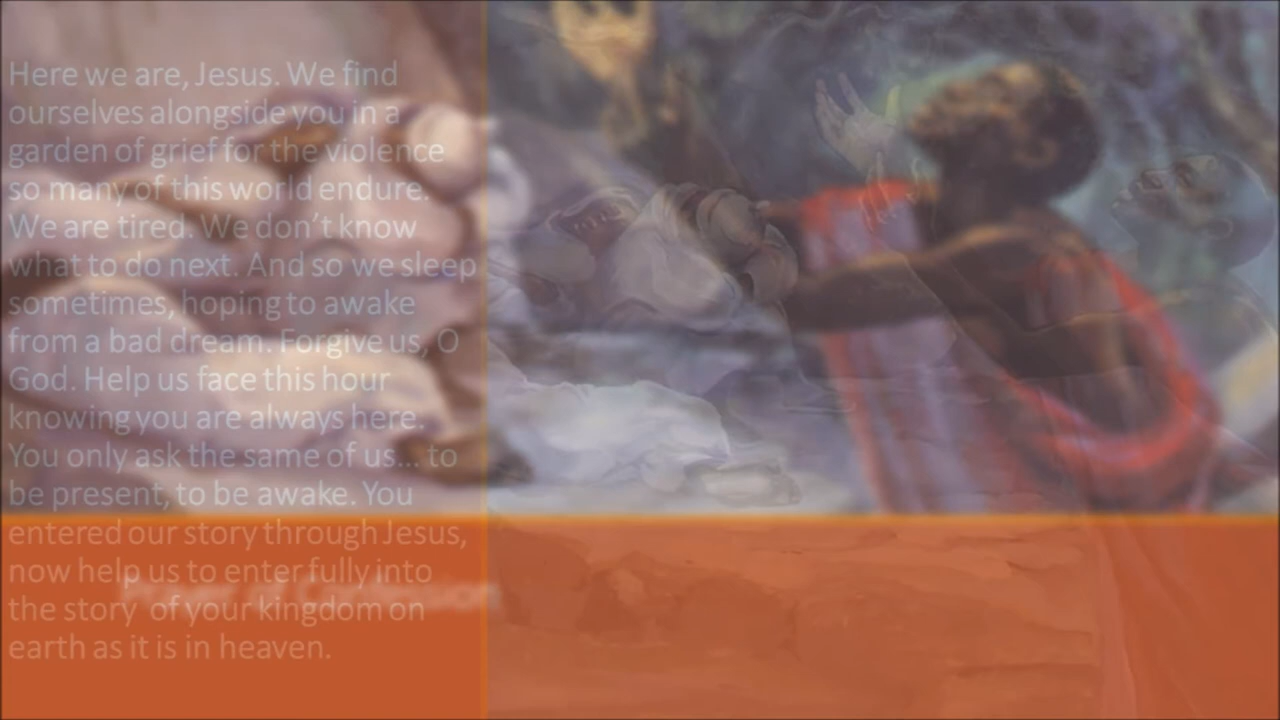 Here we are, Jesus. We find
ourselves alongside you in a
garden of grief for the violence
so many of this world endure.
We are tired. We don't know
what to do next. And so we sleep
sometimes, hoping to awake
from a bad dream. Forgive us, O
God. Help us face this hour
knowing you are always here.
You only ask the same of us... to
be present, to be awake. You
entered our story through Jesus,
now help us to enter fully into
Prayer of Confession
the story of your kingdom on
earth as it is in heaven.